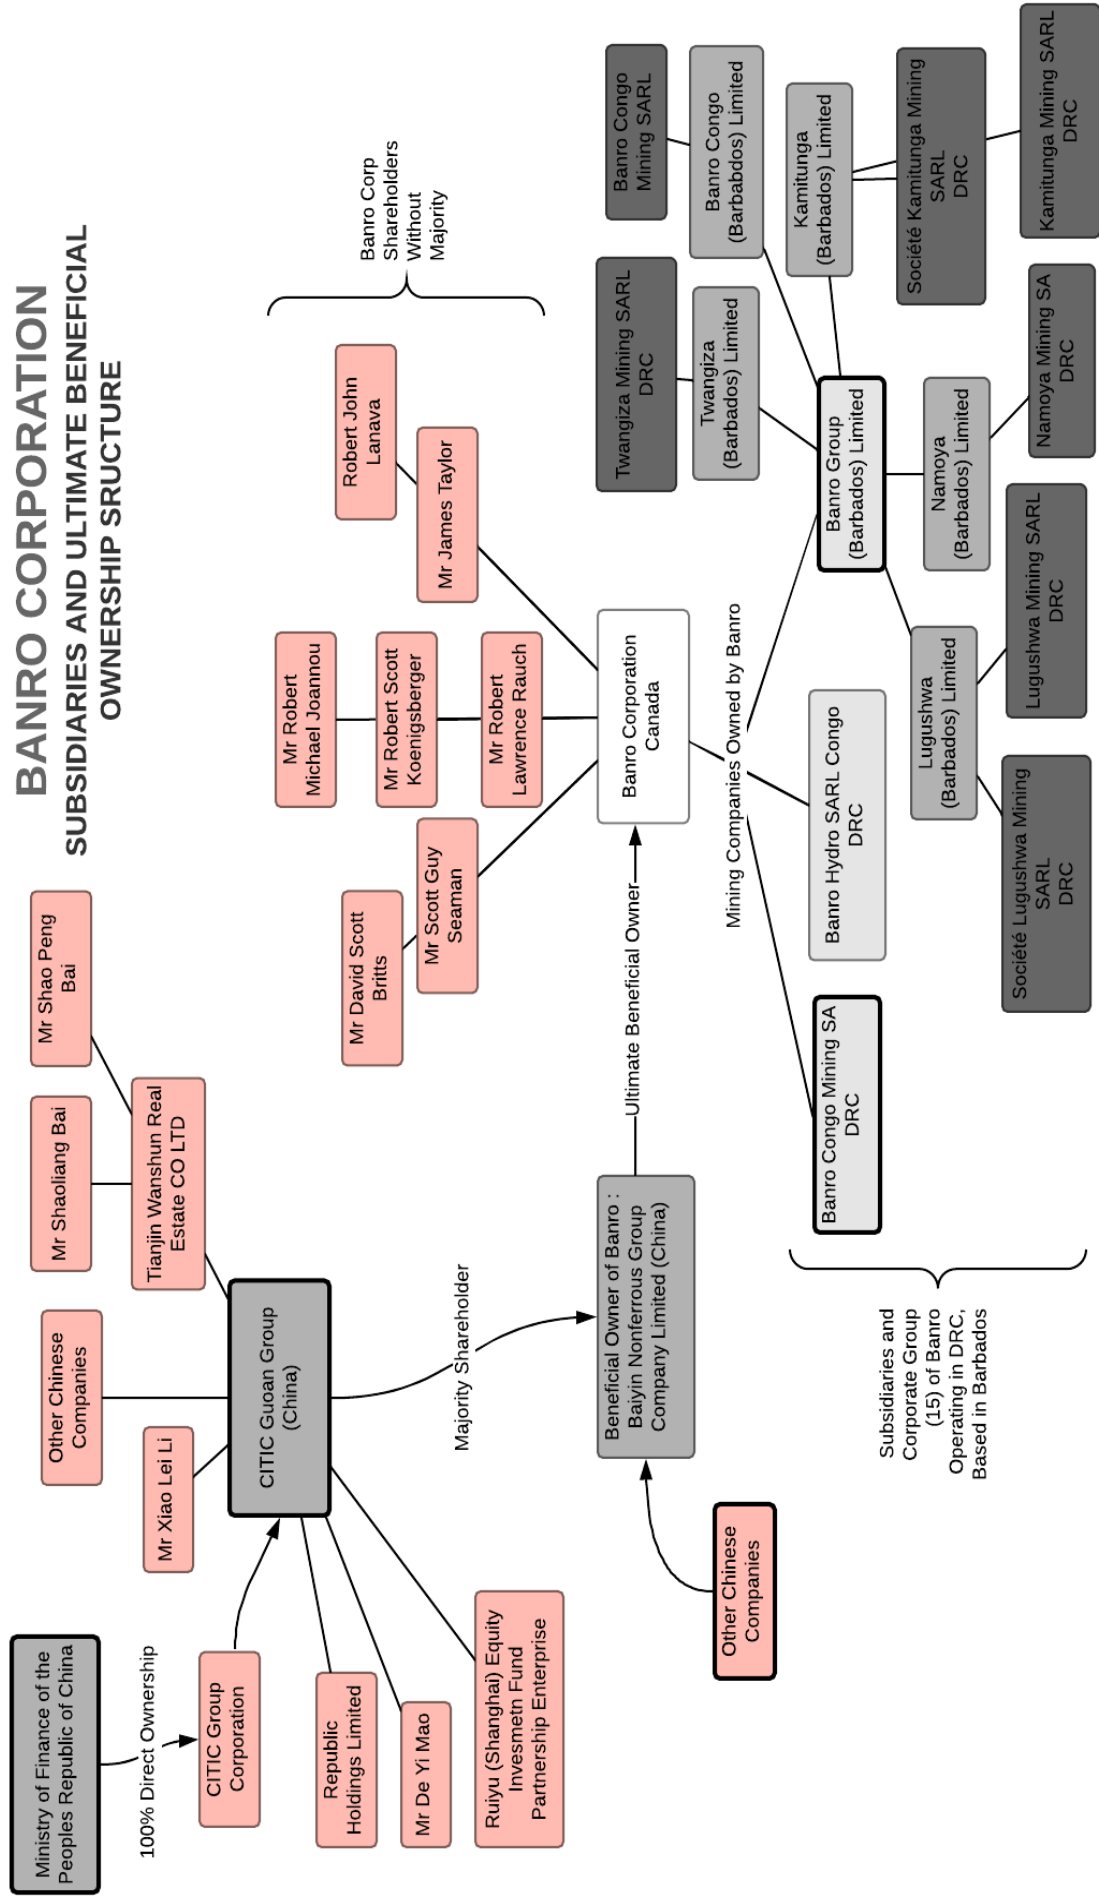 BANRO CORPORATION
SUBSIDIARIES AND ULTIMATE BENEFICIAL
OWNERSHIP SRUCTURE
Ministry of Finance of the
Peoples Republic of China
100% Direct Ownership
CITIC Group
Corporation
Mr Xiao Lei Li
Other Chinese
Companies
Mr Shaoliang Bai
Mr Shao Peng
Bai
Tianjin Wanshun Real
Estate CO LTD
CITIC Guoan Group
(China)
Republic
Holdings Limited
Mr De Yi Mao
Ruiyu (Shanghai) Equity
Invesmetn Fund
Partnership Enterprise
Majority Shareholder
Mr Robert
Michael Joannou
Mr Robert Scott
Koenigsberger
Mr Robert
Lawrence Rauch
Mr David Scott
Britts
Mr Scott Guy
Seaman
Robert John
Lanava
Mr James Taylor
Banro Corp
Shareholders
Without
Majority
Other Chinese
Companies
Beneficial Owner of Banro :
Baiyin Nonferrous Group
Company Limited (China)
Ultimate Beneficial Owner
Banro Corporation
Canada
Mining Companies Owned by Banro
Subsidiaries and
Corporate Group
(15) of Banro
Operating in DRC,
Based in Barbados
Banro Congo Mining SA
DRC
Banro Hydro SARL Congo
DRC
Banro Group
(Barbados) Limited
Twangiza Mining SARL
DRC
Twangiza
(Barbados) Limited
Banro Congo
Mining SARL
Banro Congo
(Barbabdos) Limited
Kamitunga
(Barbados) Limited
Société Kamitunga Mining
SARL
DRC
Kamitunga Mining SARL
DRC
Lugushwa
(Barbados) Limited
Société Lugushwa Mining
SARL
DRC
Lugushwa Mining SARL
DRC
Namoya
(Barbados) Limited
Namoya Mining SA
DRC